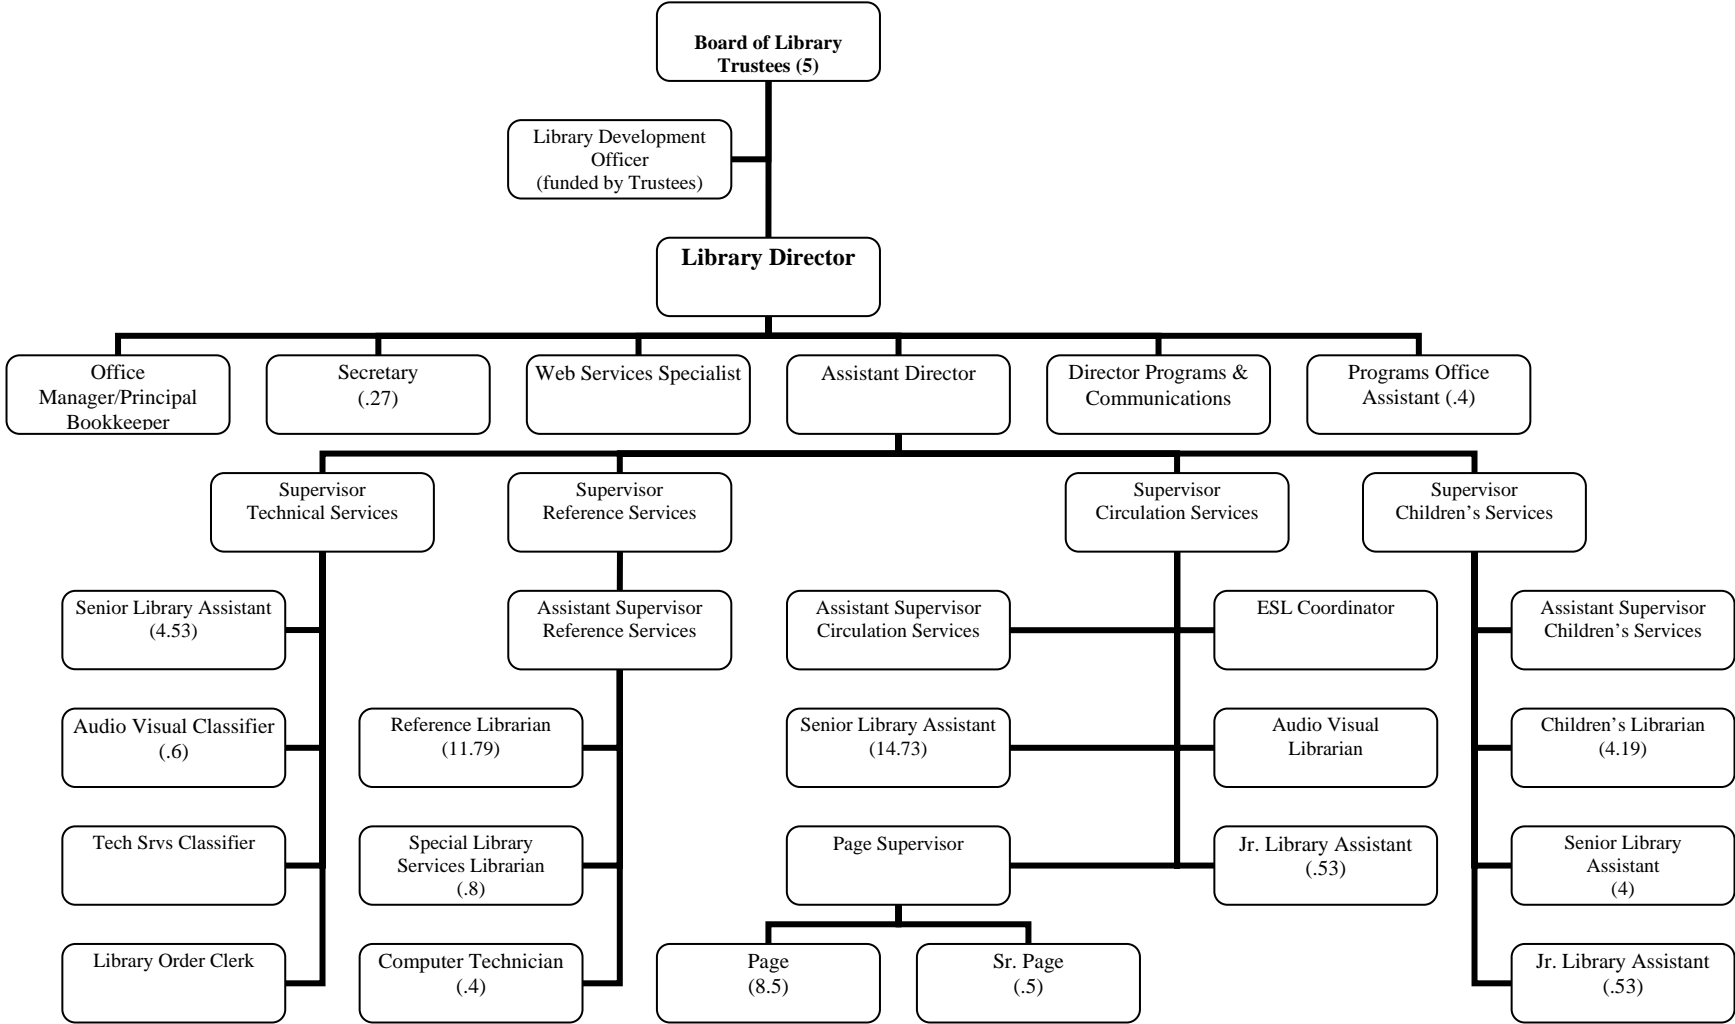 Board of Library
Trustees (5)
Library Development
Officer
(funded by Trustees)
Library Director
Office
Manager/Principal
Bookkeeper
Secretary
(.27)
Web Services Specialist
Assistant Director
Director Programs &
Communications
Programs Office
Assistant (.4)
Supervisor
Technical Services
Supervisor
Reference Services
Supervisor
Circulation Services
Supervisor
Children’s Services
Senior Library Assistant
(4.53)
Assistant Supervisor
Reference Services
Assistant Supervisor
Circulation Services
ESL Coordinator
Assistant Supervisor
Children’s Services
Audio Visual Classifier
(.6)
Reference Librarian
(11.79)
Senior Library Assistant
(14.73)
Audio Visual
Librarian
Children’s Librarian
(4.19)
Tech Srvs Classifier
Special Library
Services Librarian
(.8)
Page Supervisor
Jr. Library Assistant
(.53)
Senior Library
Assistant
(4)
Library Order Clerk
Computer Technician
(.4)
Page
(8.5)
Sr. Page
(.5)
Jr. Library Assistant
(.53)